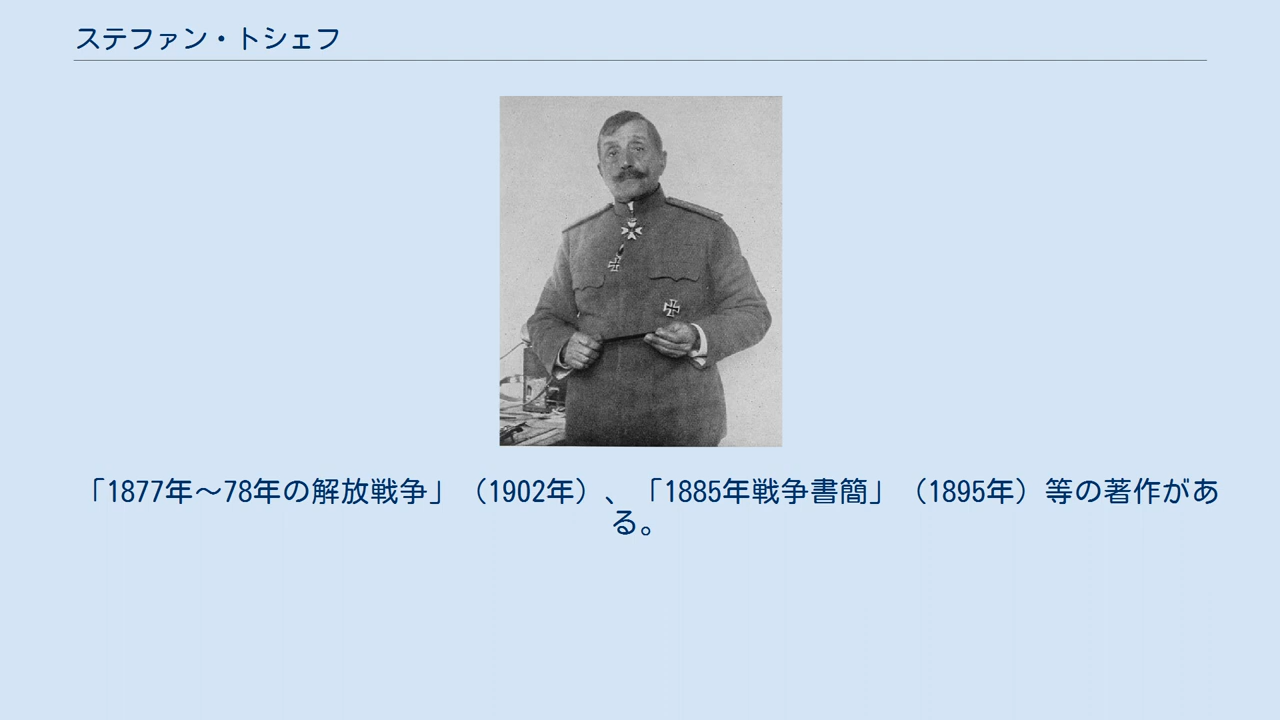 ステファン・トシェフ
「1877年～78年の解放戦争」（1902年）、「1885年戦争書簡」（1895年）等の著作があ
る。